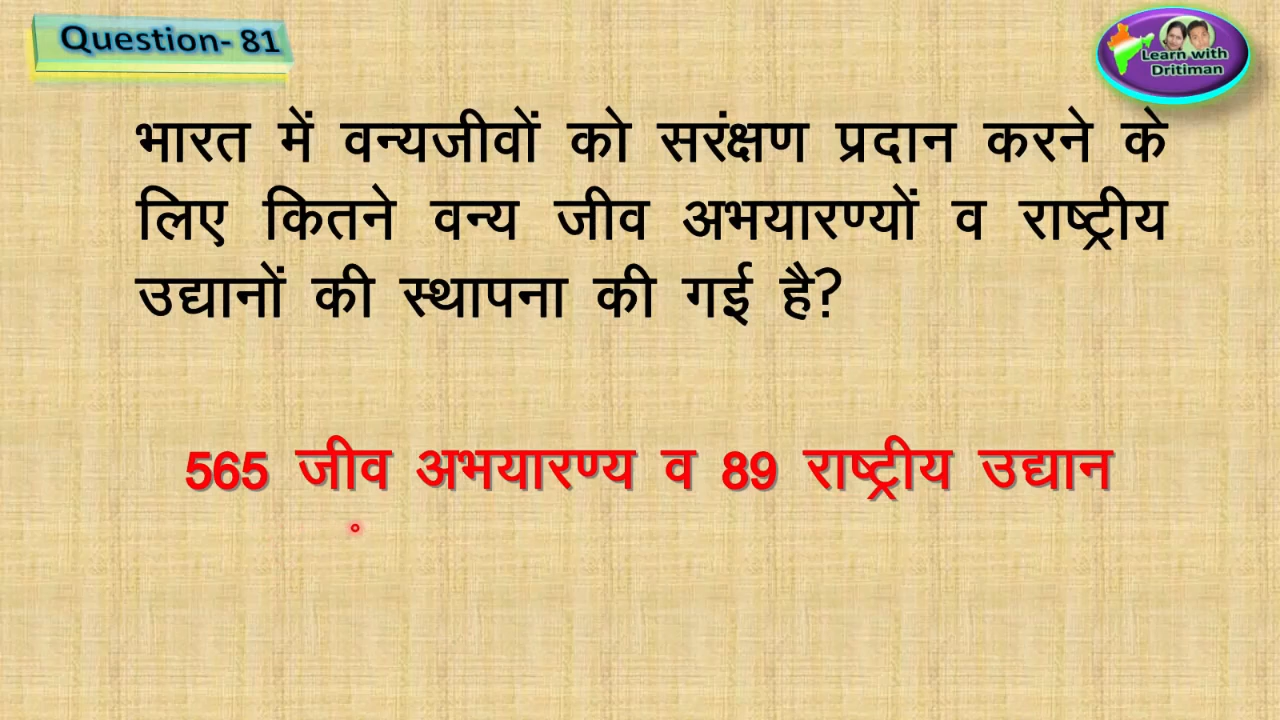 Question- 81
Learn with
Dritiman
भारत में वन्यजीवों को सरंक्षण प्रदान करने के
लिए कितने वन्य जीव अभयारण्यों व राष्ट्रीय
उद्यानों की स्थापना की गई है?
565 जीव अभयारण्य व 89 राष्ट्रीय उद्यान